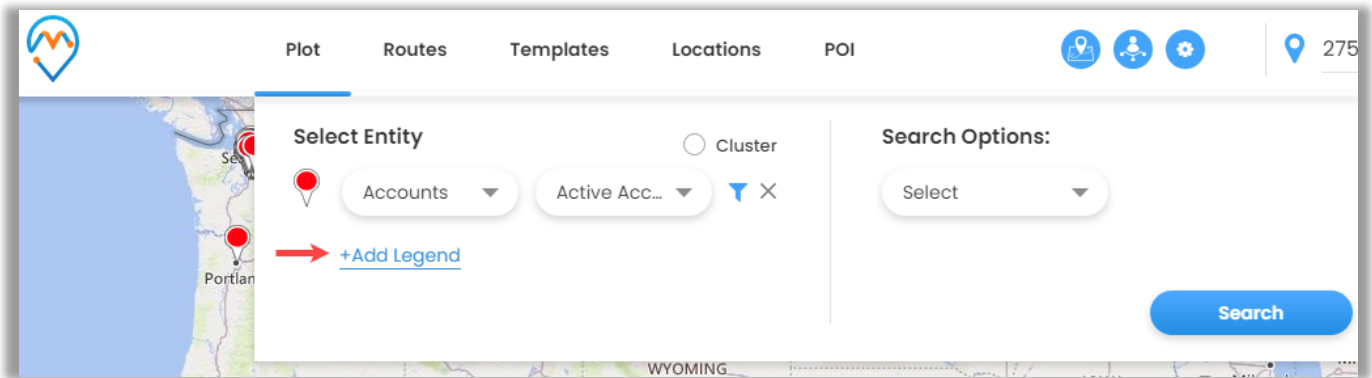 Plot Routes Templates Locations POI 275
Select Entity Cluster Search Options:
Accounts Active Acc... Select
+Add Legend
Portlan
Search
WYOMING